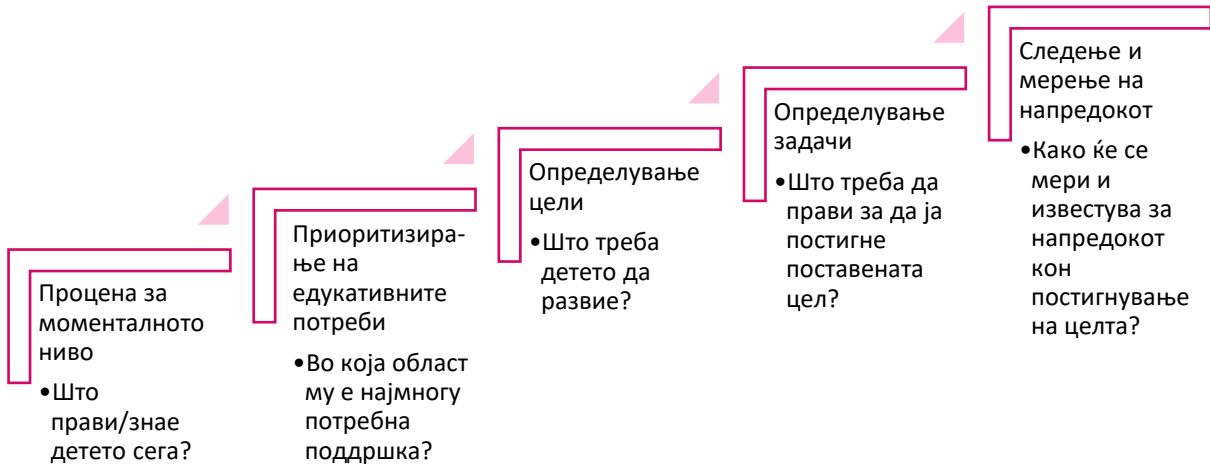 Процена за
моменталното
ниво
•Што
прави/знае
детето сега?
Приоритизира-
ње на
едукативните
потреби
•Во која област
му е најмногу
потребна
поддршка?
Определување
цели
•Што треба
детето да
развие?
Определување
задачи
•Што треба да
прави за да ја
постигне
поставената
цел?
Следење и
мерење на
напредокот
•Како ќе се
мери и
известува за
напредокот
кон
постигнување
на целта?